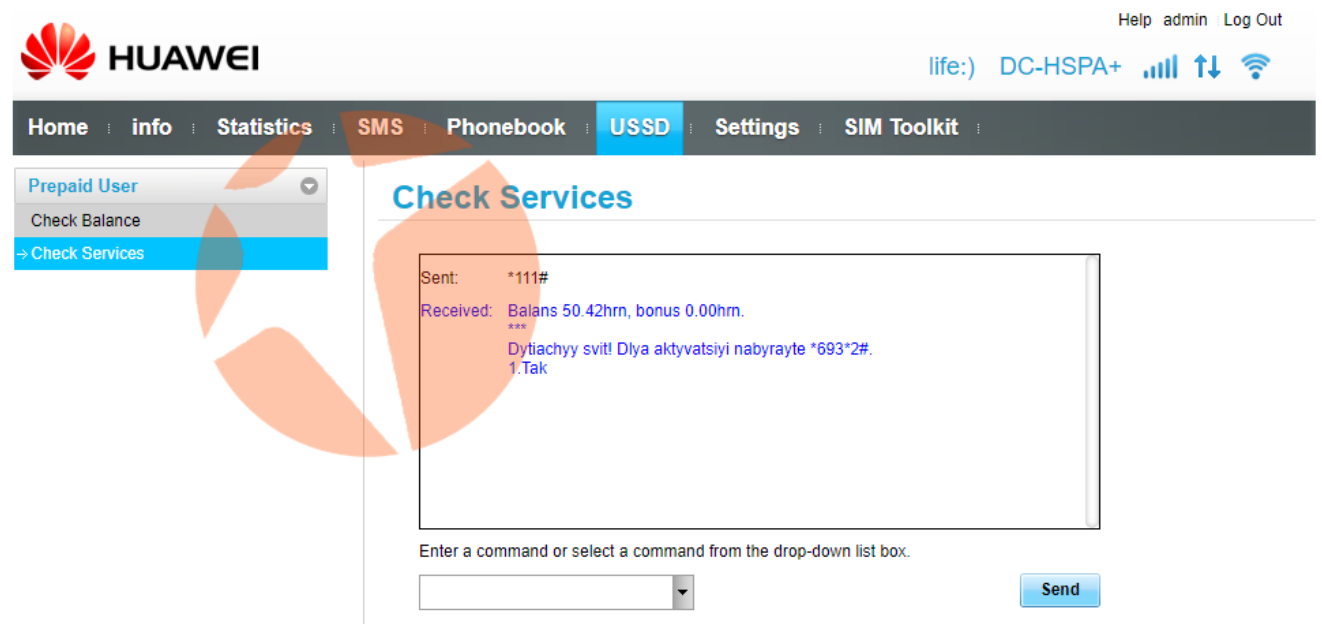 Help admin Log Out
HUAWEI
life:) DC-HSPA+
Home info Statistics SMS Phonebook USSD Settings SIM Toolkit
Prepaid User
Check Balance
→ Check Services
Check Services
Sent: *111#
Received: Balans 50.42hrn, bonus 0.00hrn.
***
Dytiachyy svit! Dlya aktyvatsiyi nabyrayte *693*2#.
1.Tak
Enter a command or select a command from the drop-down list box.
Send